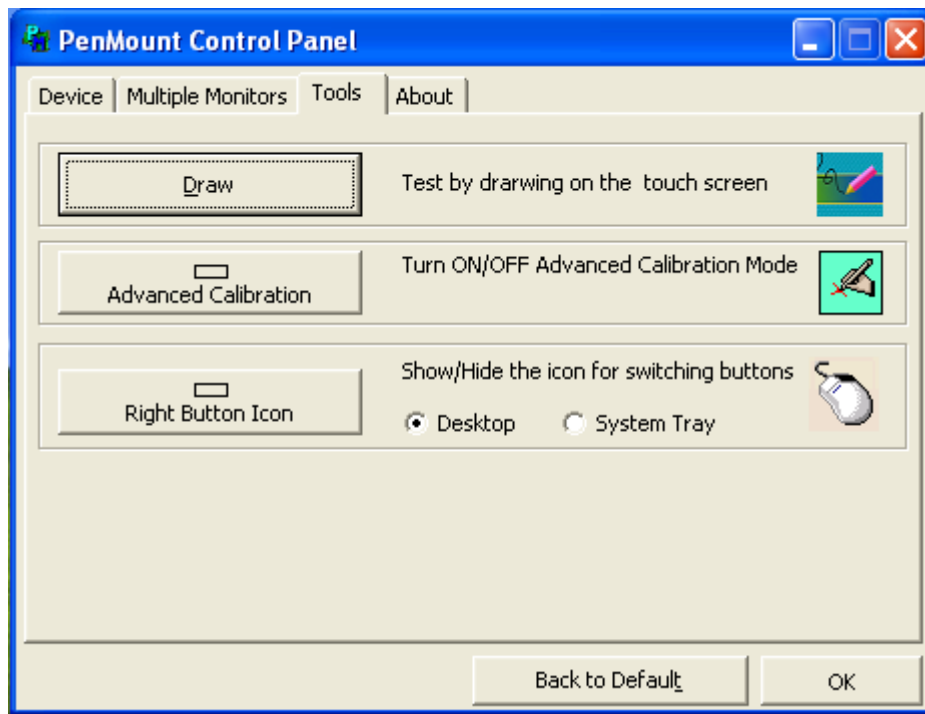 PenMount Control Panel
Device Multiple Monitors Tools About
Draw Test by drarwing on the touch screen
Turn ON/OFF Advanced Calibration Mode
Advanced Calibration
Show/Hide the icon for switching buttons
Right Button Icon Desktop System Tray
Back to Default OK